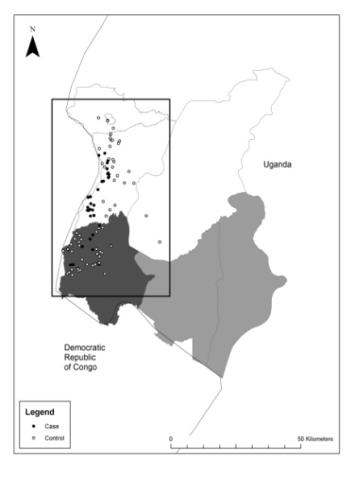 N
Uganda
Democratic
Republic
of Congo
Legend
Case
Control
0
50 Kilometers